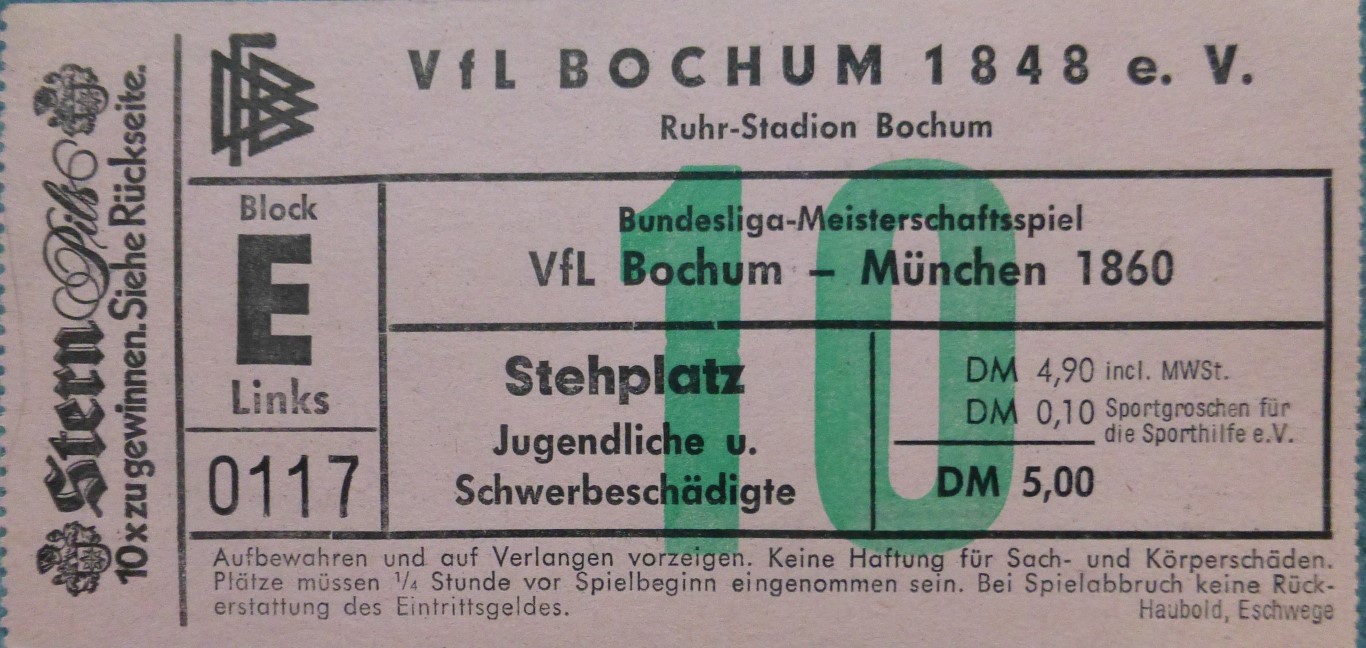 Stern Pils
10x zu gewinnen. Siehe Rückseite.
DFB
VfL BOCHUM 1848 e. V.
Ruhr-Stadion Bochum
Block
E
Links
0117
10
Bundesliga-Meisterschaftsspiel
VfL Bochum – München 1860
Stehplatz
Jugendliche u.
Schwerbeschädigte
DM 4,90 incl. MWSt.
DM 0,10 Sportgroschen für
die Sporthilfe e.V.
DM 5,00
Aufbewahren und auf Verlangen vorzeigen. Keine Haftung für Sach- und Körperschäden.
Plätze müssen 1/4 Stunde vor Spielbeginn eingenommen sein. Bei Spielabbruch keine Rück-
erstattung des Eintrittsgeldes.
Haubold, Eschwege